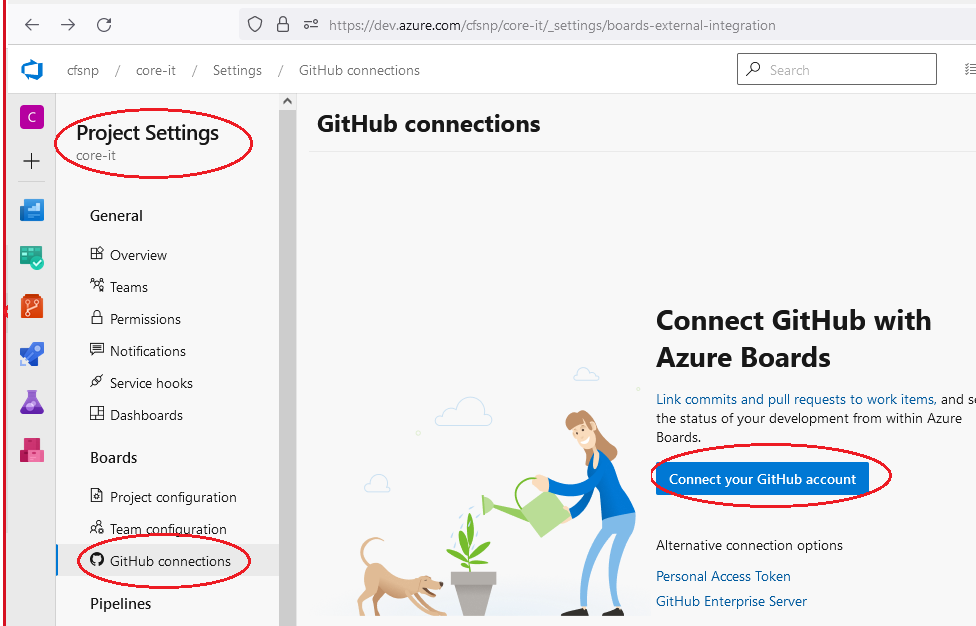 https://dev.azure.com/cfsnp/core-it/_settings/boards-external-integration
cfsnp / core-it / Settings / GitHub connections
Search
C
Project Settings
core-it
General
Overview
Teams
Permissions
Notifications
Service hooks
Dashboards
Boards
Project configuration
Team configuration
GitHub connections
Pipelines
GitHub connections
Connect GitHub with
Azure Boards
Link commits and pull requests to work items, and
the status of your development from within Azure
Boards.
Connect your GitHub account
Alternative connection options
Personal Access Token
GitHub Enterprise Server